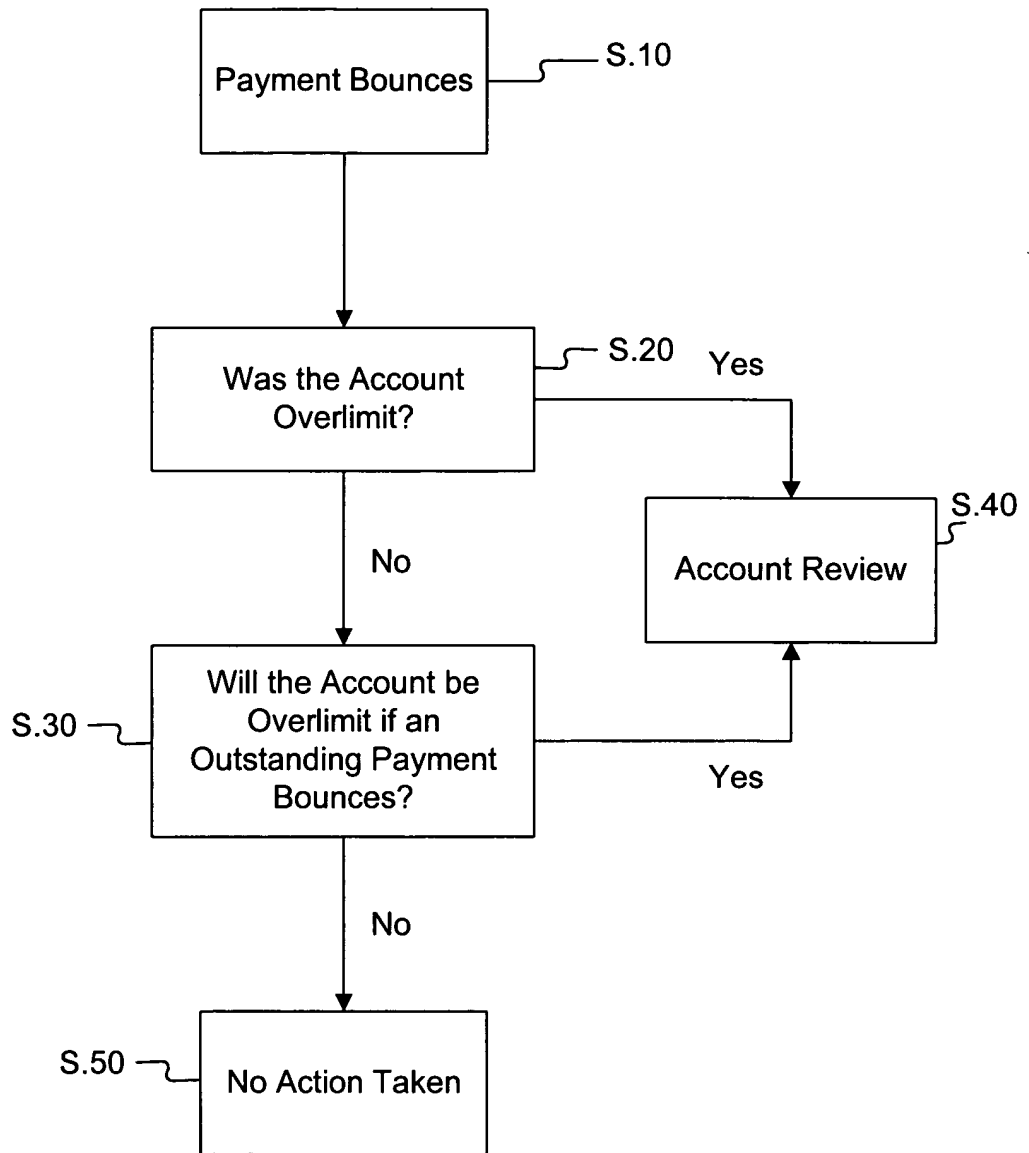 Payment Bounces
S.10
Was the Account
Overlimit?
S.20
Yes
No
S.40
Account Review
S.30
Will the Account be
Overlimit if an
Outstanding Payment
Bounces?
Yes
No
S.50
No Action Taken